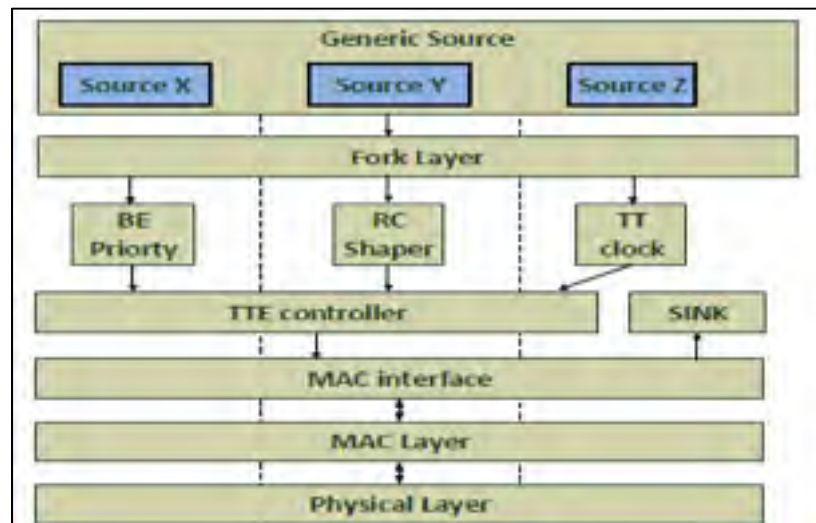 Generic Source
Source X
Source Y
Source Z
Fork Layer
BE
Priorty
RC
Shaper
TT
clock
TTE controller
SINK
MAC interface
MAC Layer
Physical Layer